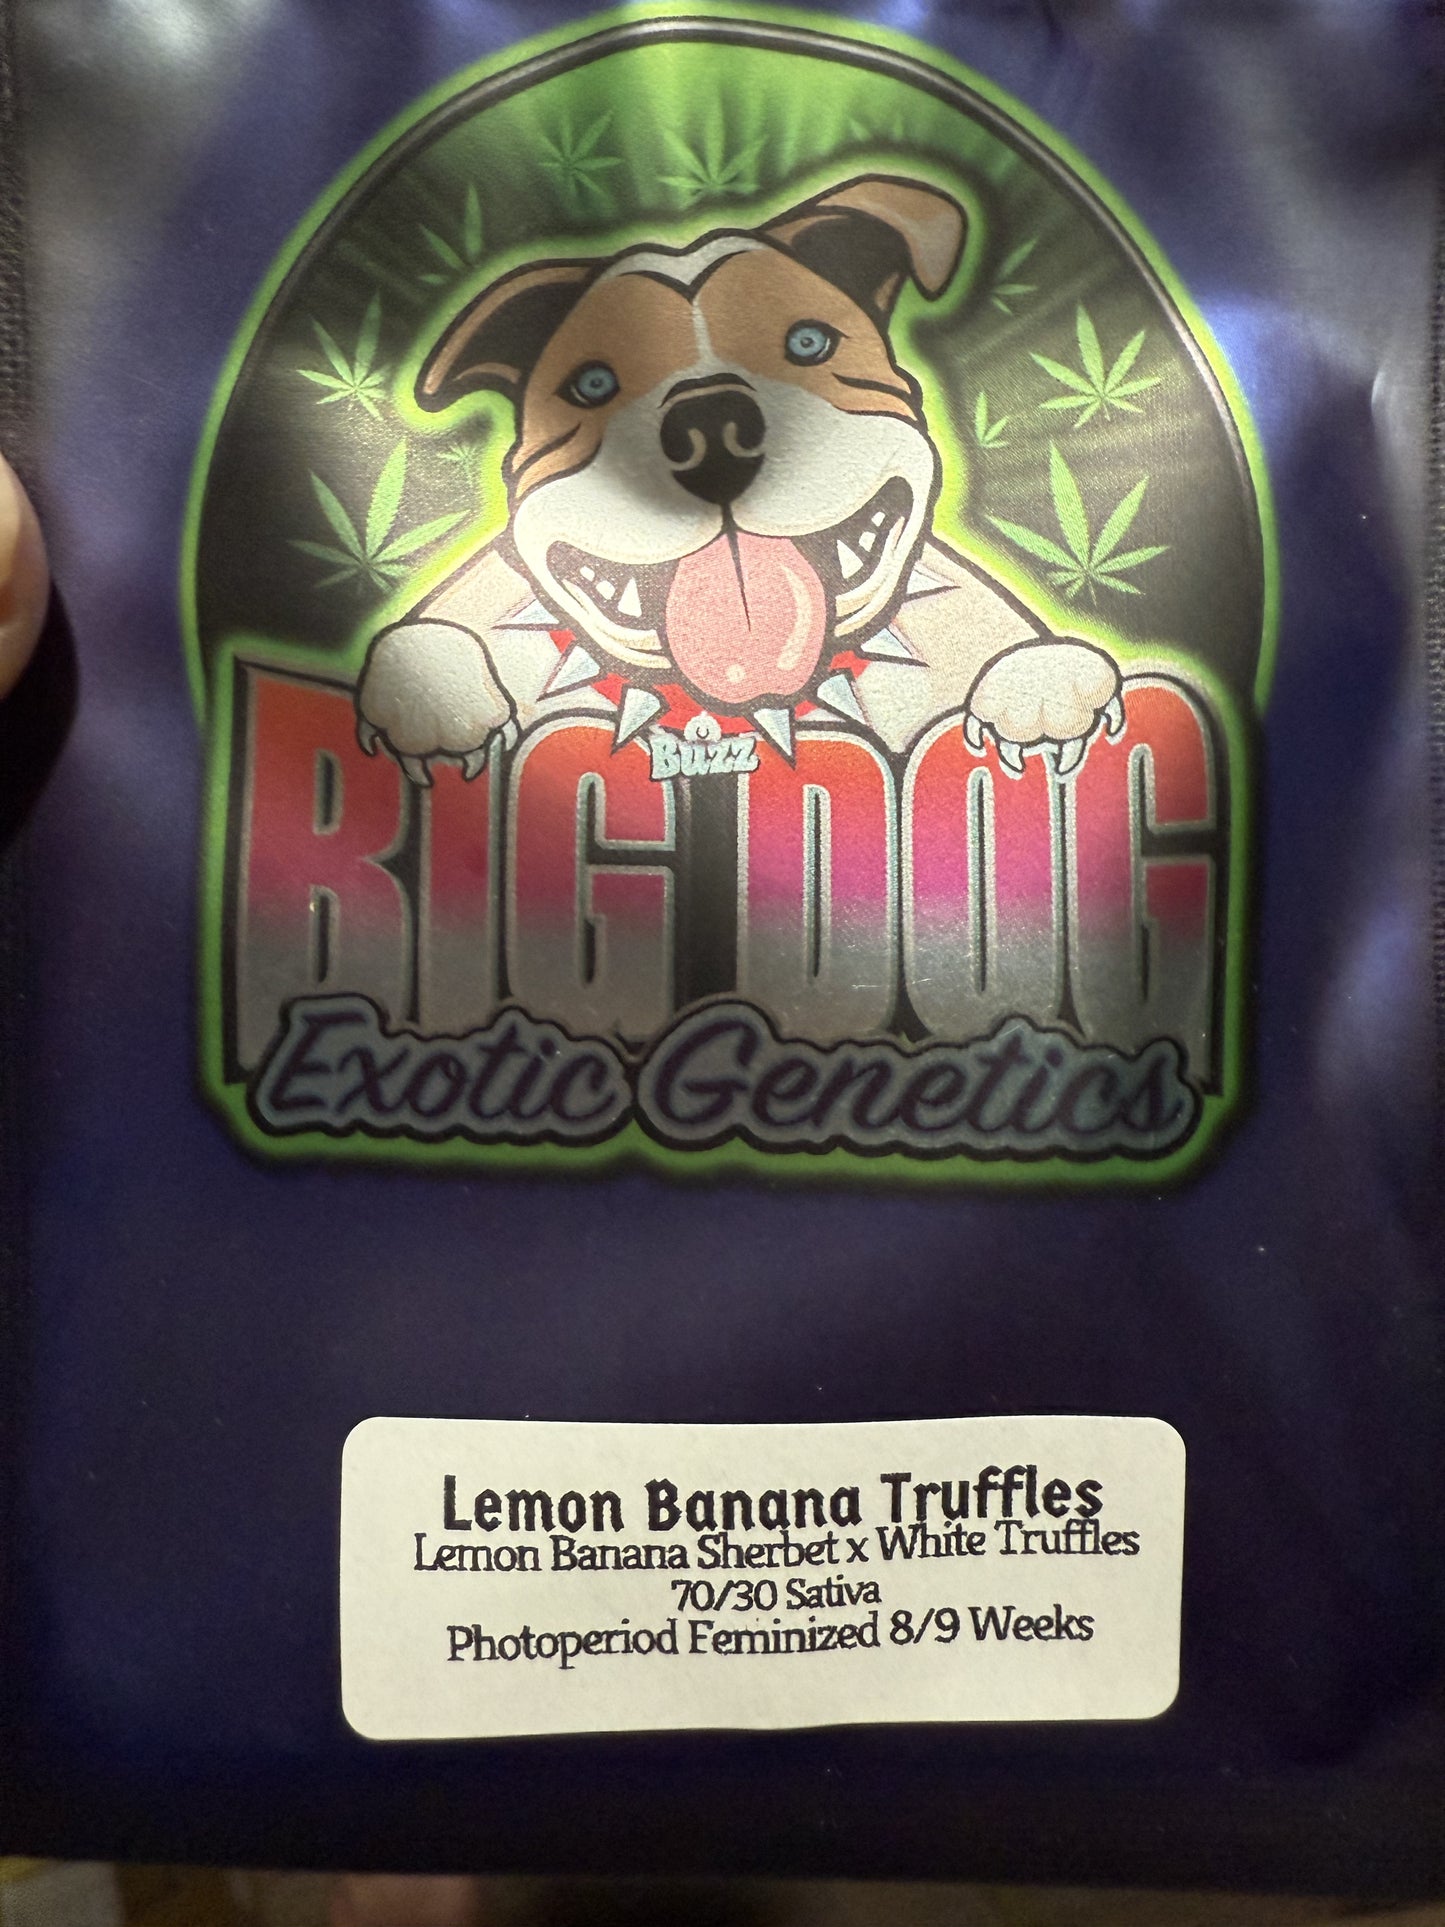 Buzz
BIG DOG
Exotic Genetics
Lemon Banana Truffles
Lemon Banana Sherbet x White Truffles
70/30 Sativa
Photoperiod Feminized 8/9 Weeks